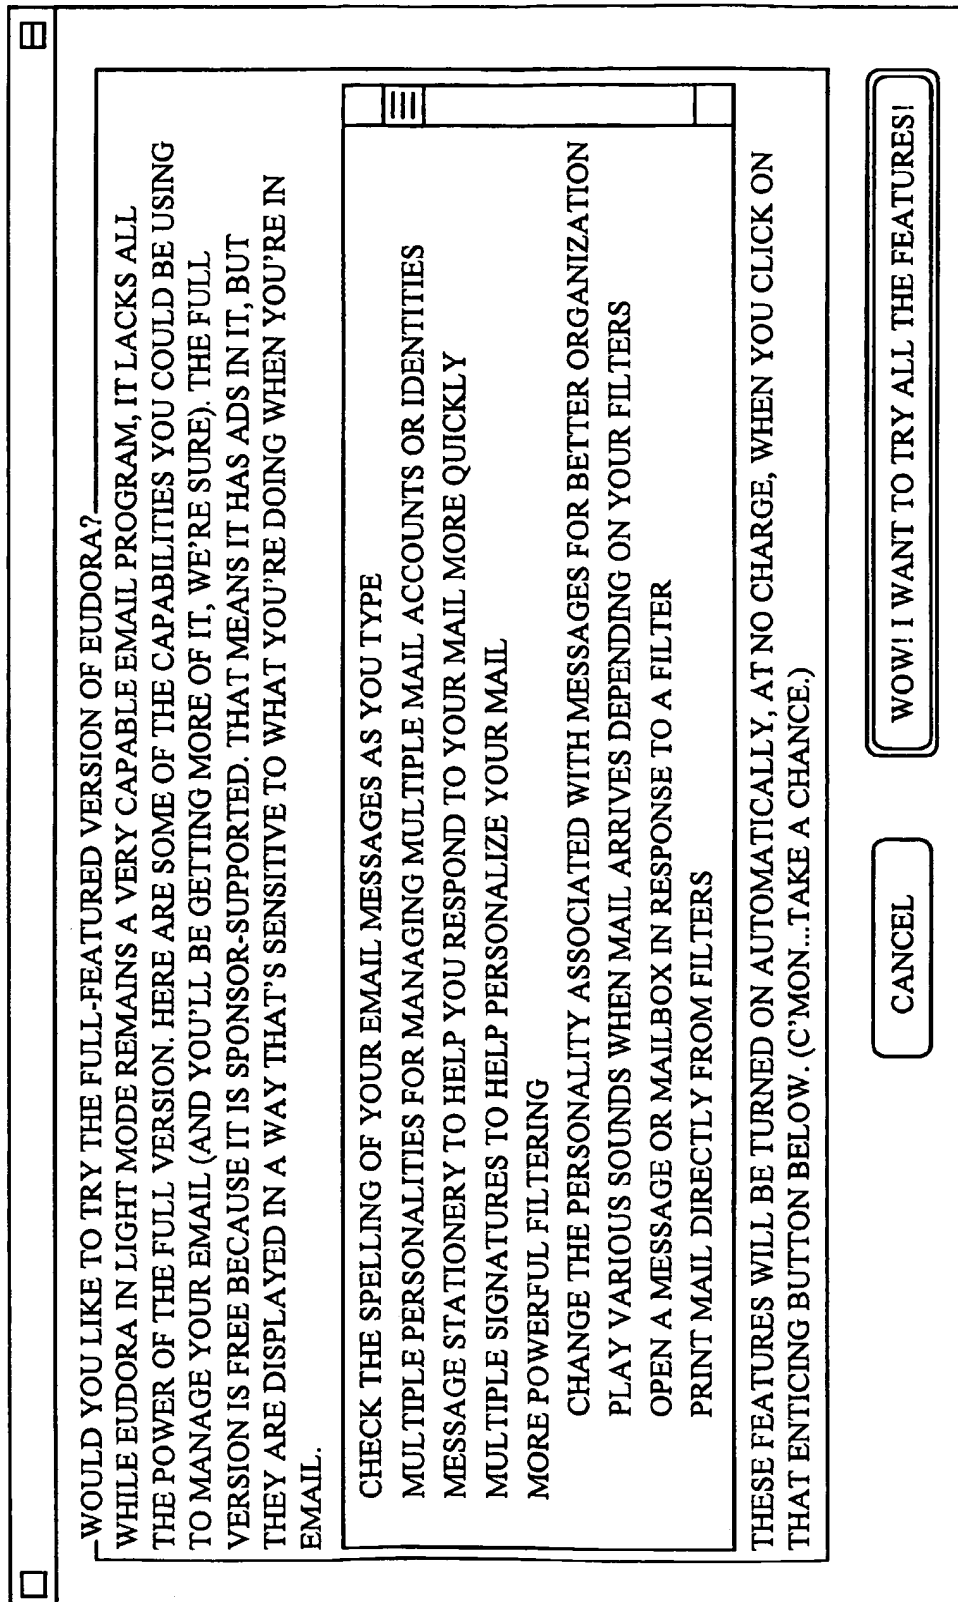 WOULD YOU LIKE TO TRY THE FULL-FEATURED VERSION OF EUDORA?
WHILE EUDORA IN LIGHT MODE REMAINS A VERY CAPABLE EMAIL PROGRAM, IT LACKS ALL
THE POWER OF THE FULL VERSION. HERE ARE SOME OF THE CAPABILITIES YOU COULD BE USING
TO MANAGE YOUR EMAIL (AND YOU'LL BE GETTING MORE OF IT, WE'RE SURE). THE FULL
VERSION IS FREE BECAUSE IT IS SPONSOR-SUPPORTED. THAT MEANS IT HAS ADS IN IT, BUT
THEY ARE DISPLAYED IN A WAY THAT'S SENSITIVE TO WHAT YOU'RE DOING WHEN YOU'RE IN
EMAIL.
CHECK THE SPELLING OF YOUR EMAIL MESSAGES AS YOU TYPE
MULTIPLE PERSONALITIES FOR MANAGING MULTIPLE MAIL ACCOUNTS OR IDENTITIES
MESSAGE STATIONERY TO HELP YOU RESPOND TO YOUR MAIL MORE QUICKLY
MULTIPLE SIGNATURES TO HELP PERSONALIZE YOUR MAIL
MORE POWERFUL FILTERING
CHANGE THE PERSONALITY ASSOCIATED WITH MESSAGES FOR BETTER ORGANIZATION
PLAY VARIOUS SOUNDS WHEN MAIL ARRIVES DEPENDING ON YOUR FILTERS
OPEN A MESSAGE OR MAILBOX IN RESPONSE TO A FILTER
PRINT MAIL DIRECTLY FROM FILTERS
THESE FEATURES WILL BE TURNED ON AUTOMATICALLY, AT NO CHARGE, WHEN YOU CLICK ON
THAT ENTICING BUTTON BELOW. (C'MON...TAKE A CHANCE.)
CANCEL
WOW! I WANT TO TRY ALL THE FEATURES!